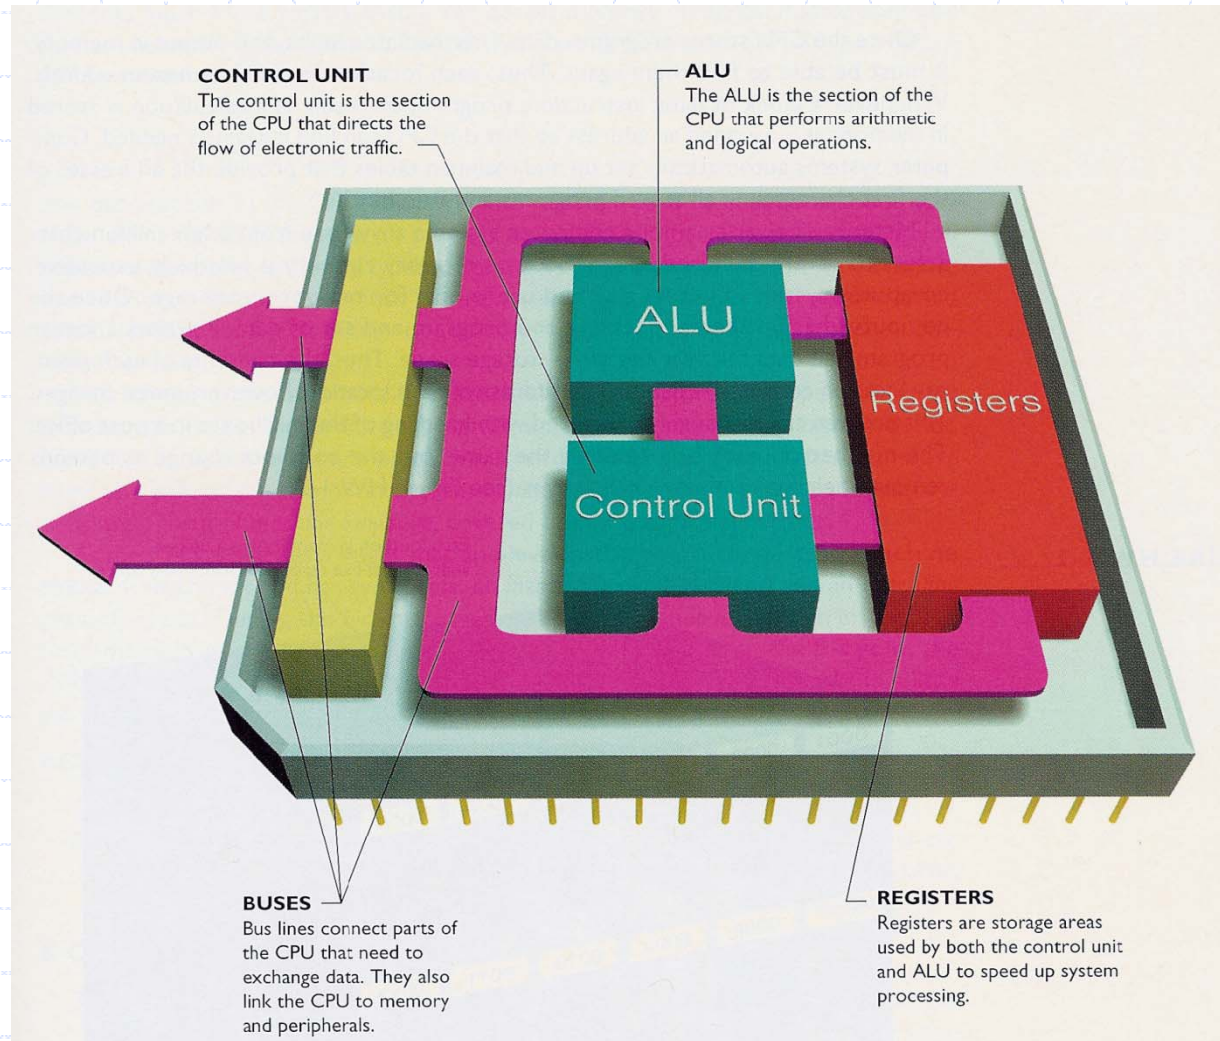 CONTROL UNIT
The control unit is the section
of the CPU that directs the
flow of electronic traffic.
ALU
The ALU is the section of the
CPU that performs arithmetic
and logical operations.
ALU
Registers
Control Unit
BUSES
Bus lines connect parts of
the CPU that need to
exchange data. They also
link the CPU to memory
and peripherals.
REGISTERS
Registers are storage areas
used by both the control unit
and ALU to speed up system
processing.